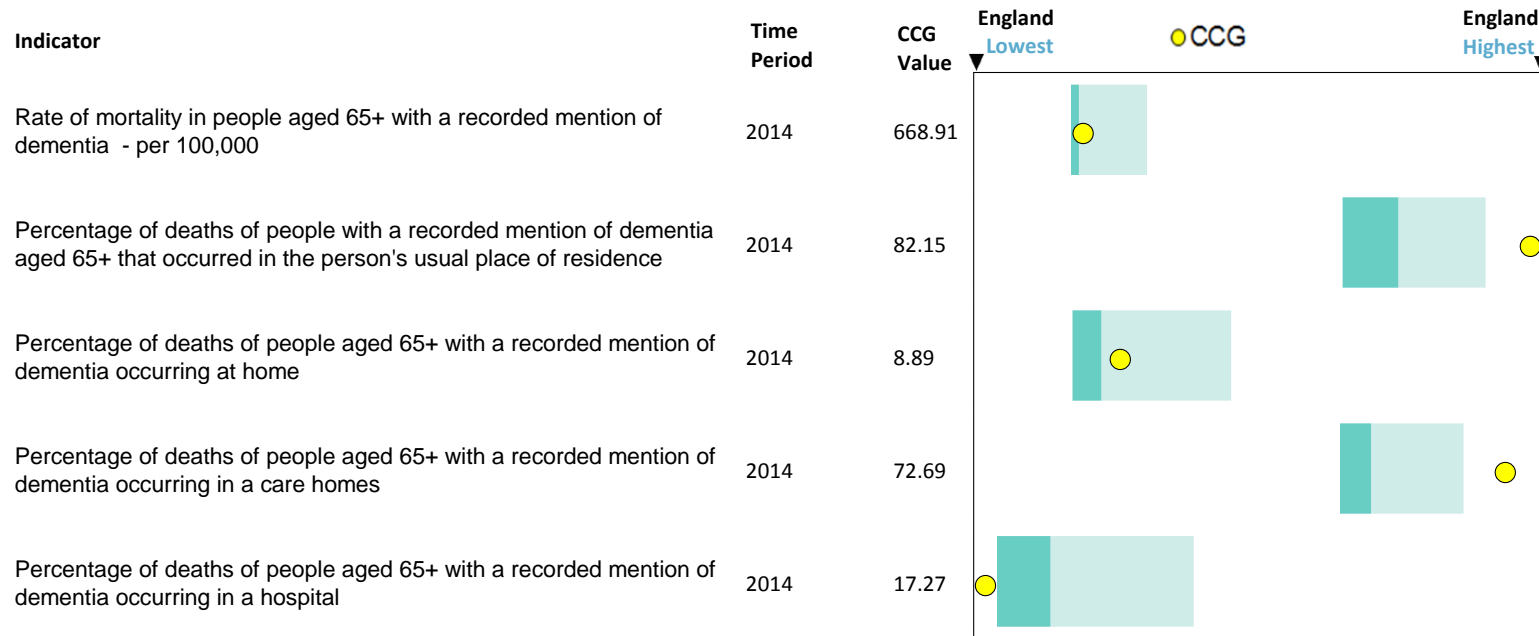 Indicator
Time
Period
CCG
Value
England
Lowest
CCG
England
Highest
Rate of mortality in people aged 65+ with a recorded mention of
dementia - per 100,000
2014
668.91
Percentage of deaths of people with a recorded mention of dementia
aged 65+ that occurred in the person's usual place of residence
2014
82.15
Percentage of deaths of people aged 65+ with a recorded mention of
dementia occurring at home
2014
8.89
Percentage of deaths of people aged 65+ with a recorded mention of
dementia occurring in a care homes
2014
72.69
Percentage of deaths of people aged 65+ with a recorded mention of
dementia occurring in a hospital
2014
17.27